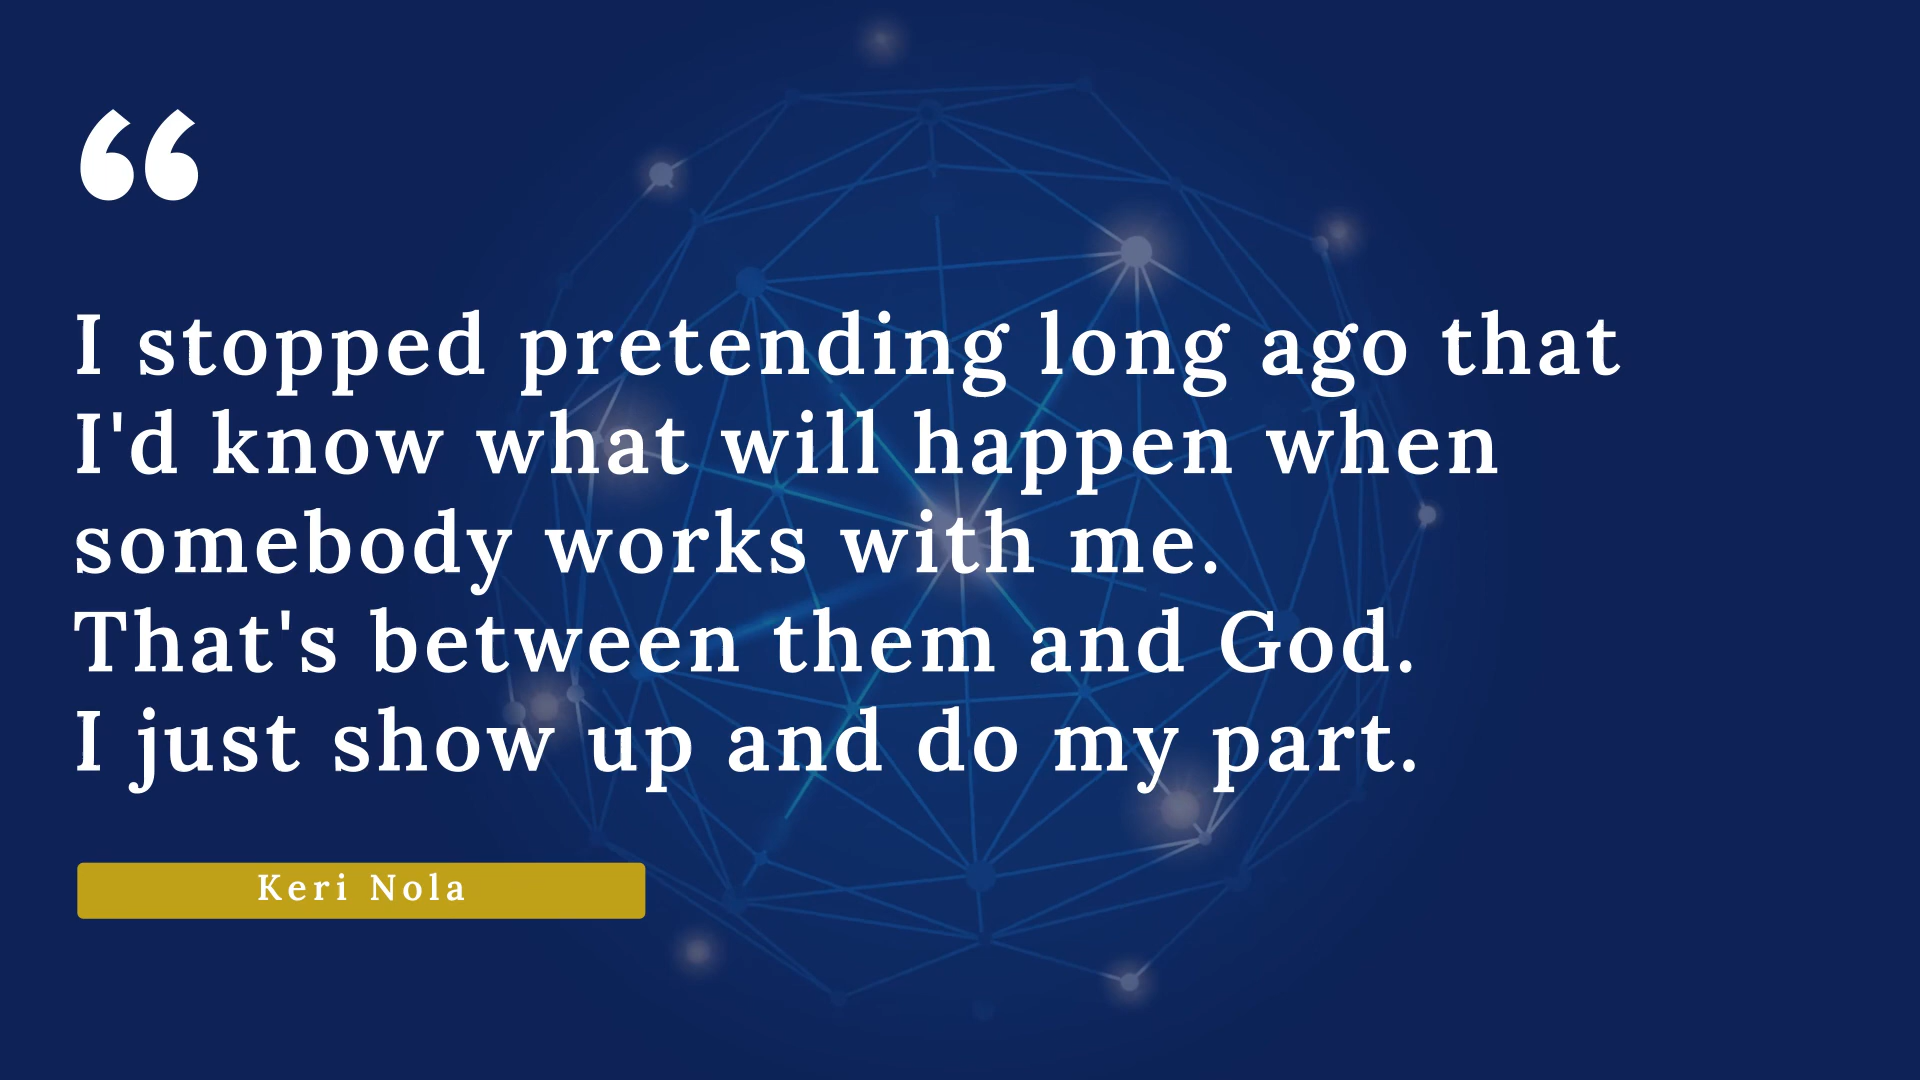 “
I stopped pretending long ago that
I'd know what will happen when
somebody works with me.
That's between them and God.
I just show up and do my part.
Keri Nola